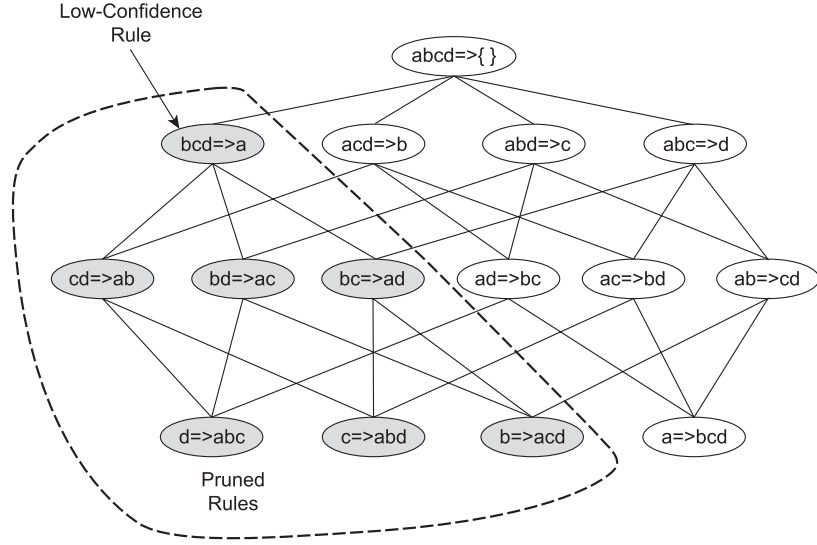 Low-Confidence
Rule
abcd=>{ }
bcd=>a
acd=>b
abd=>c
abc=>d
cd=>ab
bd=>ac
bc=>ad
ad=>bc
ac=>bd
ab=>cd
d=>abc
c=>abd
b=>acd
a=>bcd
Pruned
Rules